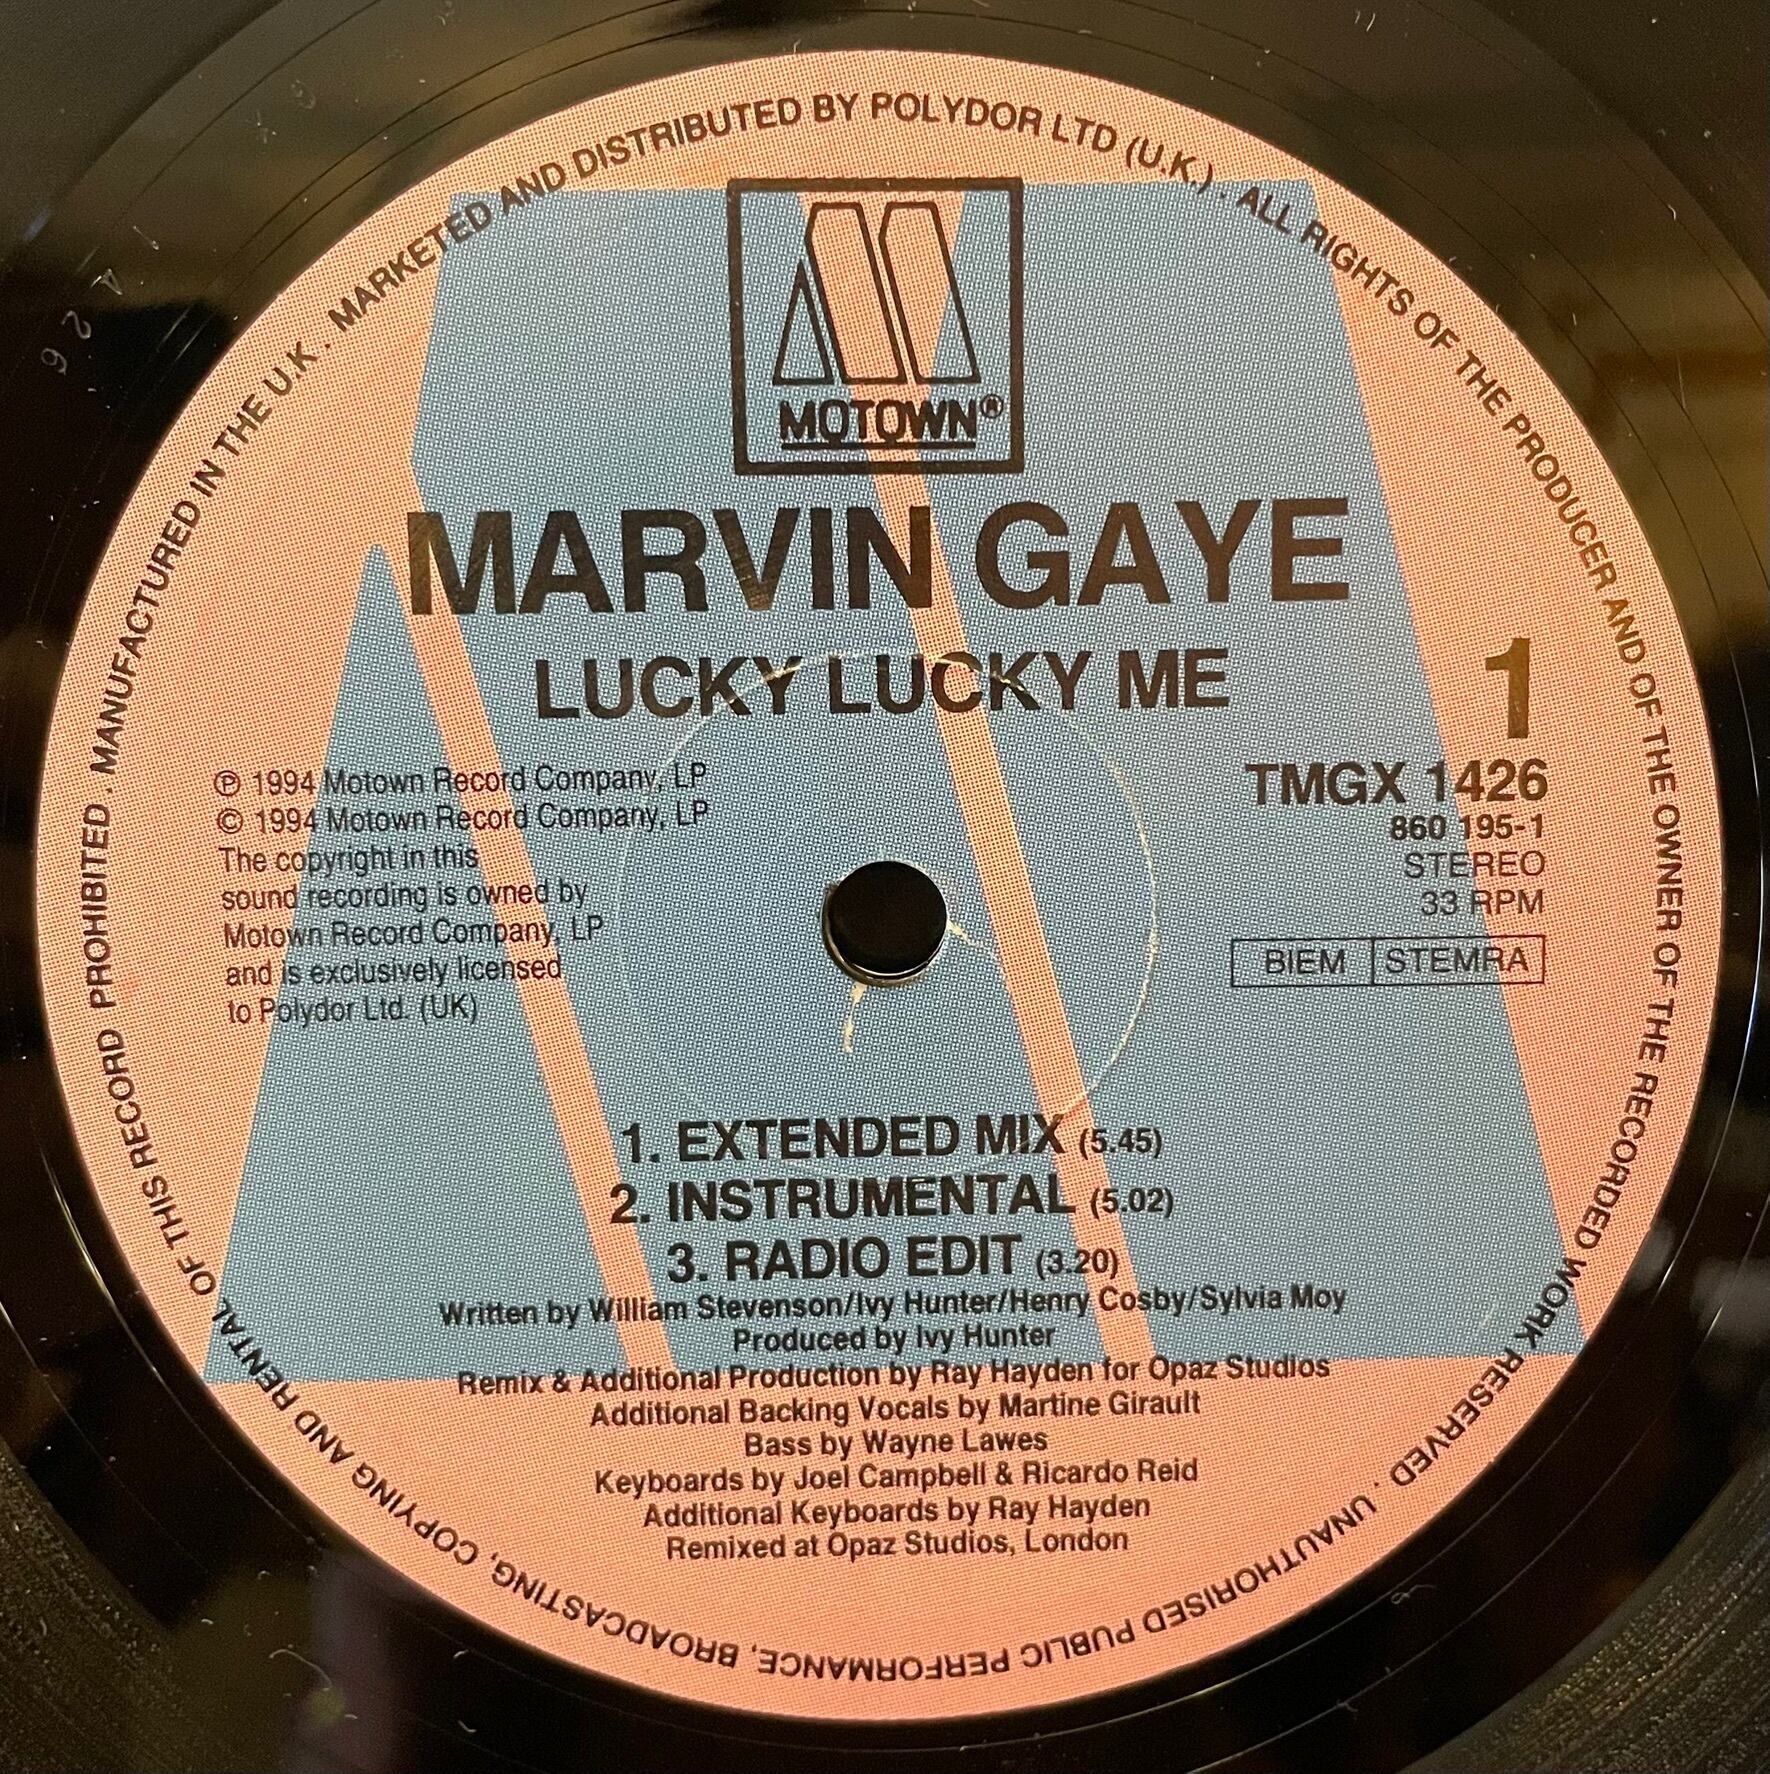 MANUFACTURED IN THE U.K . MARKETED AND DISTRIBUTED BY POLYDOR LTD (U.K.) . ALL RIGHTS OF THE PRODUCER AND OF THE OWNER OF THE RECORDED WORK RESERVED . UNAUTHORISED PUBLIC PERFORMANCE, BROADCASTING, COPYING AND RENTAL OF THIS RECORD PROHIBITED .
MOTOWN®
MARVIN GAYE
LUCKY LUCKY ME
1
℗ 1994 Motown Record Company, LP
© 1994 Motown Record Company, LP
The copyright in this
sound recording is owned by
Motown Record Company, LP
and is exclusively licensed
to Polydor Ltd. (UK)
TMGX 1426
860 195-1
STEREO
33 RPM
BIEM STEMRA
1. EXTENDED MIX (5.45)
2. INSTRUMENTAL (5.02)
3. RADIO EDIT (3.20)
Written by William Stevenson/Ivy Hunter/Henry Cosby/Sylvia Moy
Produced by Ivy Hunter
Remix & Additional Production by Ray Hayden for Opaz Studios
Additional Backing Vocals by Martine Girault
Bass by Wayne Lawes
Keyboards by Joel Campbell & Ricardo Reid
Additional Keyboards by Ray Hayden
Remixed at Opaz Studios, London